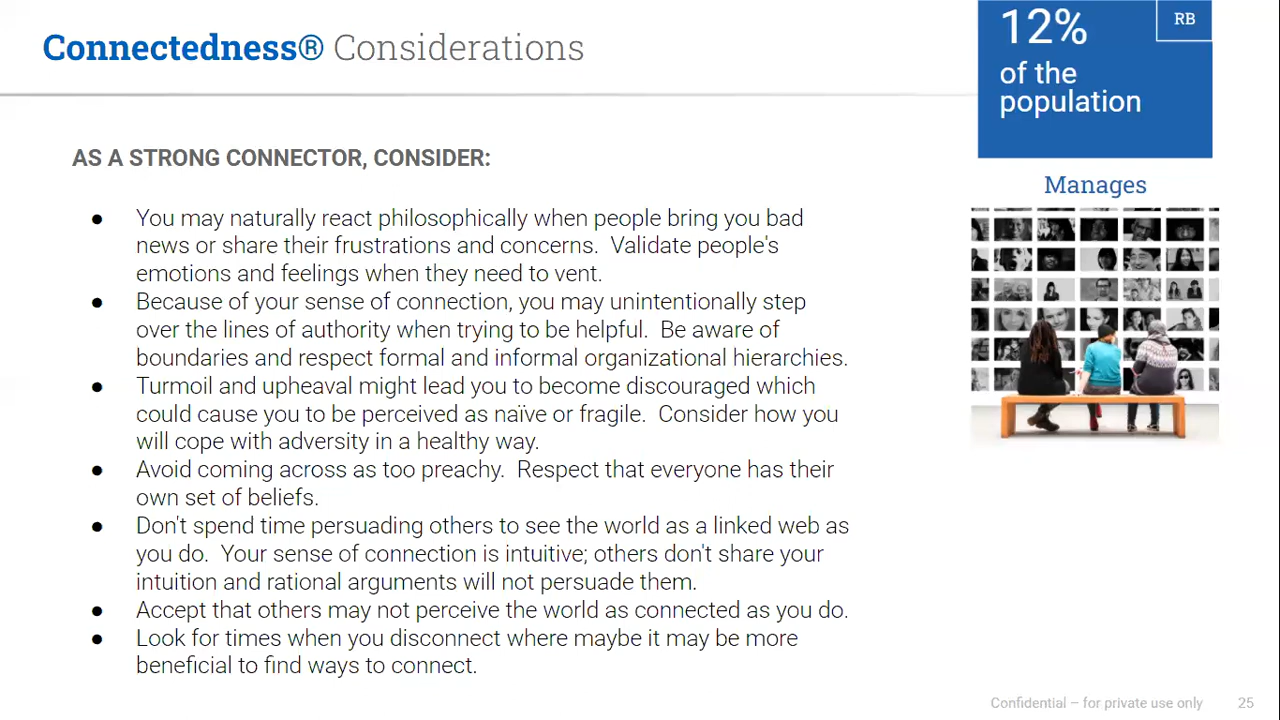 Connectedness® Considerations
12%
of the
population
RB
AS A STRONG CONNECTOR, CONSIDER:
Manages
● You may naturally react philosophically when people bring you bad
news or share their frustrations and concerns.  Validate people's
emotions and feelings when they need to vent.
● Because of your sense of connection, you may unintentionally step
over the lines of authority when trying to be helpful.  Be aware of
boundaries and respect formal and informal organizational hierarchies.
● Turmoil and upheaval might lead you to become discouraged which
could cause you to be perceived as naïve or fragile.  Consider how you
will cope with adversity in a healthy way.
● Avoid coming across as too preachy.  Respect that everyone has their
own set of beliefs.
● Don't spend time persuading others to see the world as a linked web as
you do.  Your sense of connection is intuitive; others don't share your
intuition and rational arguments will not persuade them.
● Accept that others may not perceive the world as connected as you do.
● Look for times when you disconnect where maybe it may be more
beneficial to find ways to connect.
Confidential – for private use only
25